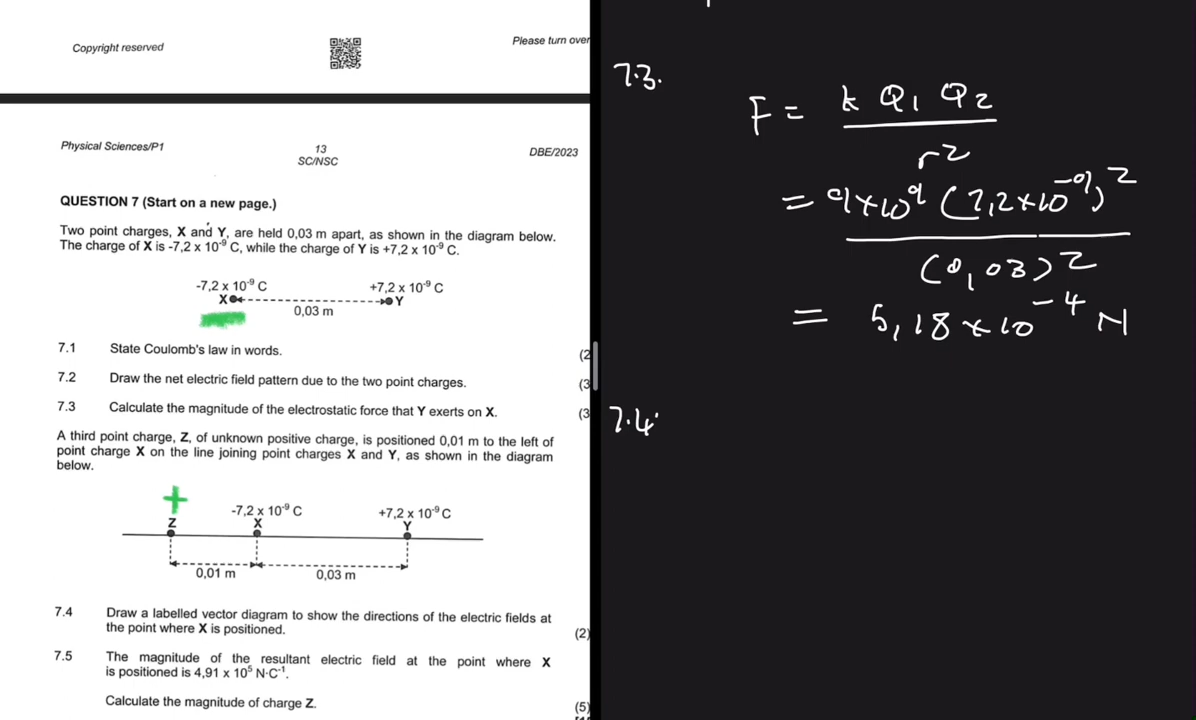 Copyright reserved
Please turn over
Physical Sciences/P1
13
SC/NSC
DBE/2023
QUESTION 7 (Start on a new page.)
Two point charges, X and Y, are held 0,03 m apart, as shown in the diagram below.
The charge of X is -7,2 x 10⁻⁹ C, while the charge of Y is +7,2 x 10⁻⁹ C.
-7,2 x 10⁻⁹ C
+7,2 x 10⁻⁹ C
X
Y
0,03 m
7.1 State Coulomb's law in words. (2
7.2 Draw the net electric field pattern due to the two point charges. (3
7.3 Calculate the magnitude of the electrostatic force that Y exerts on X. (3
A third point charge, Z, of unknown positive charge, is positioned 0,01 m to the left of
point charge X on the line joining point charges X and Y, as shown in the diagram
below.
+
-7,2 x 10⁻⁹ C
+7,2 x 10⁻⁹ C
Z
X
Y
0,01 m
0,03 m
7.4 Draw a labelled vector diagram to show the directions of the electric fields at
the point where X is positioned. (2)
7.5 The magnitude of the resultant electric field at the point where X
is positioned is 4,91 x 10⁵ N·C⁻¹.
Calculate the magnitude of charge Z. (5)
7.3.
F = k Q₁ Q₂
r²
= 9×10⁹ (7,2×10⁻⁹)²
(0,03)²
= 5,18×10⁻⁴ N
7.4